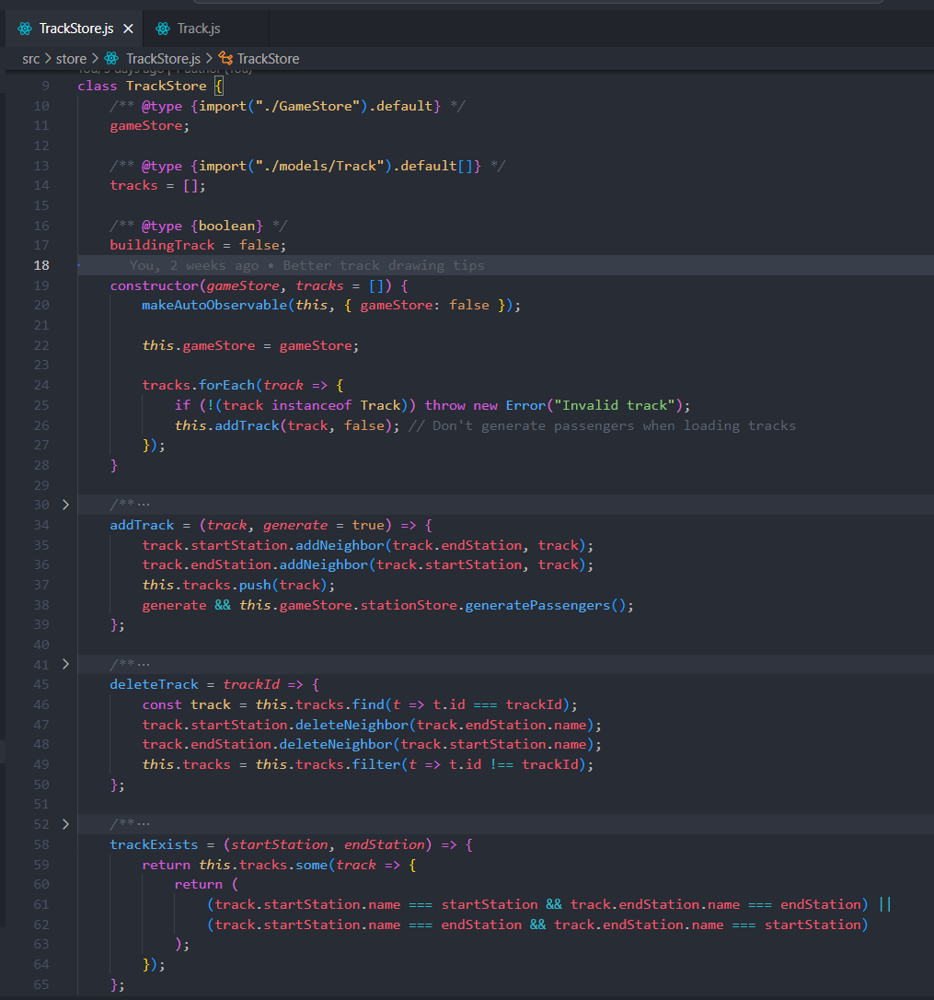 TrackStore.js
Track.js
src > store > TrackStore.js > TrackStore
You, 3 days ago | 1 author (You)
9 class TrackStore {
10 /** @type {import("./GameStore").default} */
11 gameStore;
12
13 /** @type {import("./models/Track").default[]} */
14 tracks = [];
15
16 /** @type {boolean} */
17 buildingTrack = false;
18 You, 2 weeks ago • Better track drawing tips
19 constructor(gameStore, tracks = []) {
20 makeAutoObservable(this, { gameStore: false });
21
22 this.gameStore = gameStore;
23
24 tracks.forEach(track => {
25 if (!(track instanceof Track)) throw new Error("Invalid track");
26 this.addTrack(track, false); // Don't generate passengers when loading tracks
27 });
28 }
29
30 /**…
34 addTrack = (track, generate = true) => {
35 track.startStation.addNeighbor(track.endStation, track);
36 track.endStation.addNeighbor(track.startStation, track);
37 this.tracks.push(track);
38 generate && this.gameStore.stationStore.generatePassengers();
39 };
40
41 /**…
45 deleteTrack = trackId => {
46 const track = this.tracks.find(t => t.id === trackId);
47 track.startStation.deleteNeighbor(track.endStation.name);
48 track.endStation.deleteNeighbor(track.startStation.name);
49 this.tracks = this.tracks.filter(t => t.id !== trackId);
50 };
51
52 /**…
58 trackExists = (startStation, endStation) => {
59 return this.tracks.some(track => {
60 return (
61 (track.startStation.name === startStation && track.endStation.name === endStation) ||
62 (track.startStation.name === endStation && track.endStation.name === startStation)
63 );
64 });
65 };